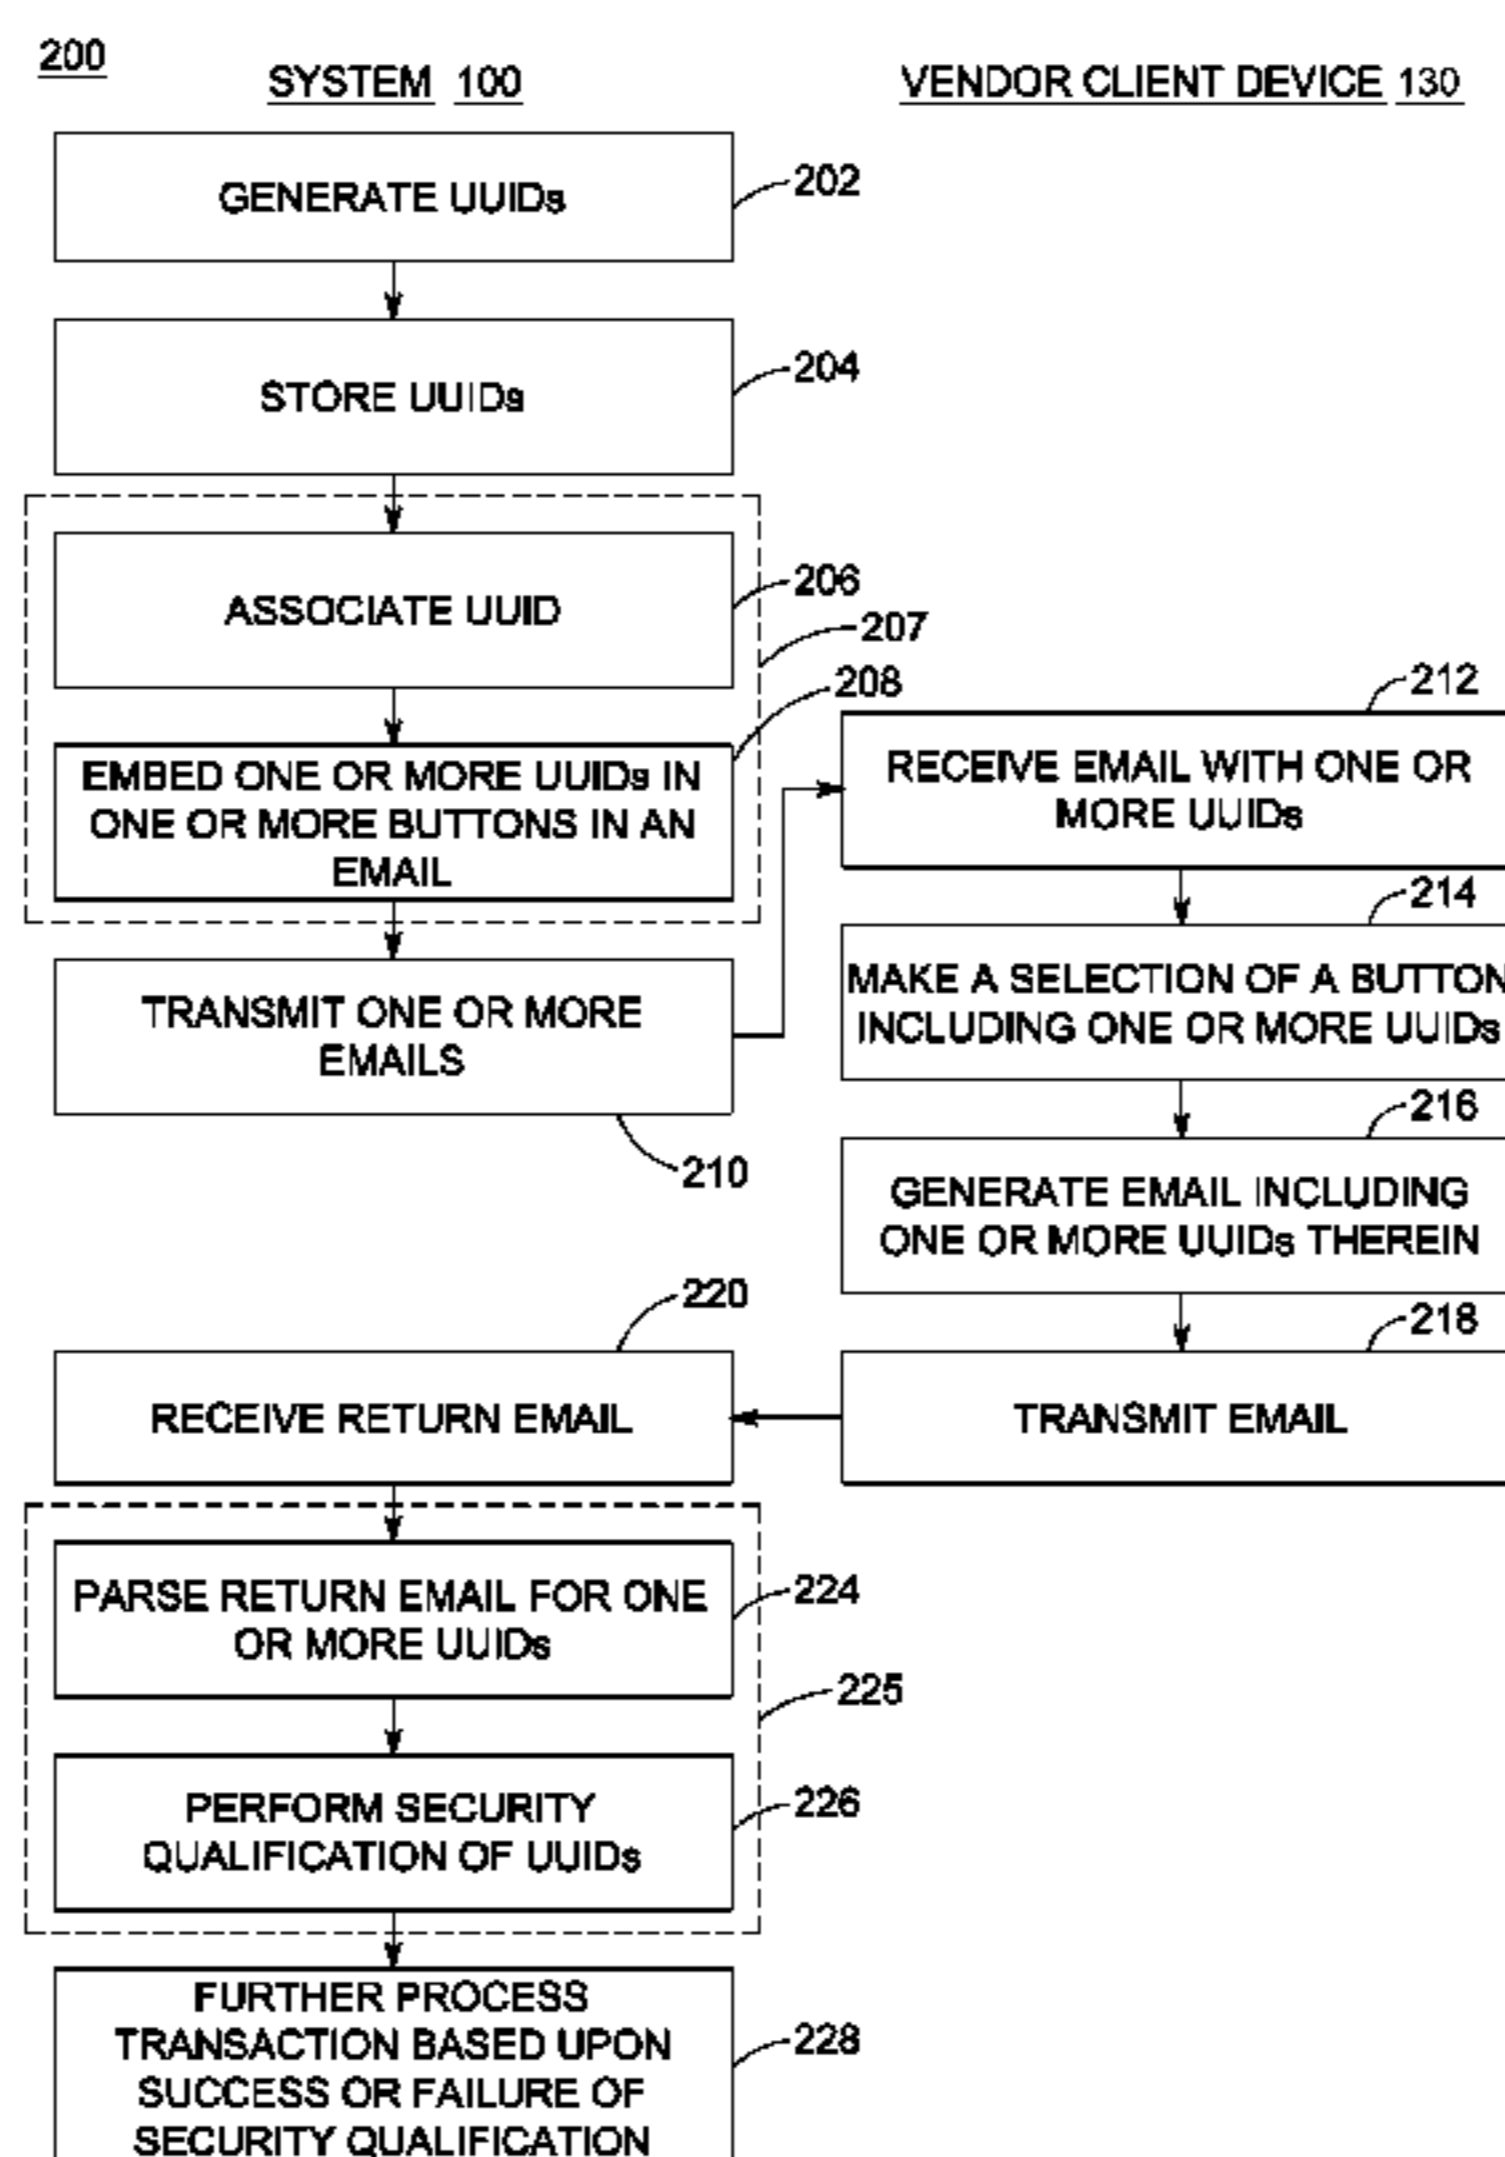 200
SYSTEM 100
VENDOR CLIENT DEVICE 130
GENERATE UUIDs
202
STORE UUIDs
204
ASSOCIATE UUID
206
207
208
EMBED ONE OR MORE UUIDs IN
ONE OR MORE BUTTONS IN AN
EMAIL
TRANSMIT ONE OR MORE
EMAILS
210
212
RECEIVE EMAIL WITH ONE OR
MORE UUIDs
214
MAKE A SELECTION OF A BUTTON
INCLUDING ONE OR MORE UUIDs
216
GENERATE EMAIL INCLUDING
ONE OR MORE UUIDs THEREIN
218
TRANSMIT EMAIL
220
RECEIVE RETURN EMAIL
PARSE RETURN EMAIL FOR ONE
OR MORE UUIDs
224
225
PERFORM SECURITY
QUALIFICATION OF UUIDs
226
FURTHER PROCESS
TRANSACTION BASED UPON
SUCCESS OR FAILURE OF
SECURITY QUALIFICATION
228